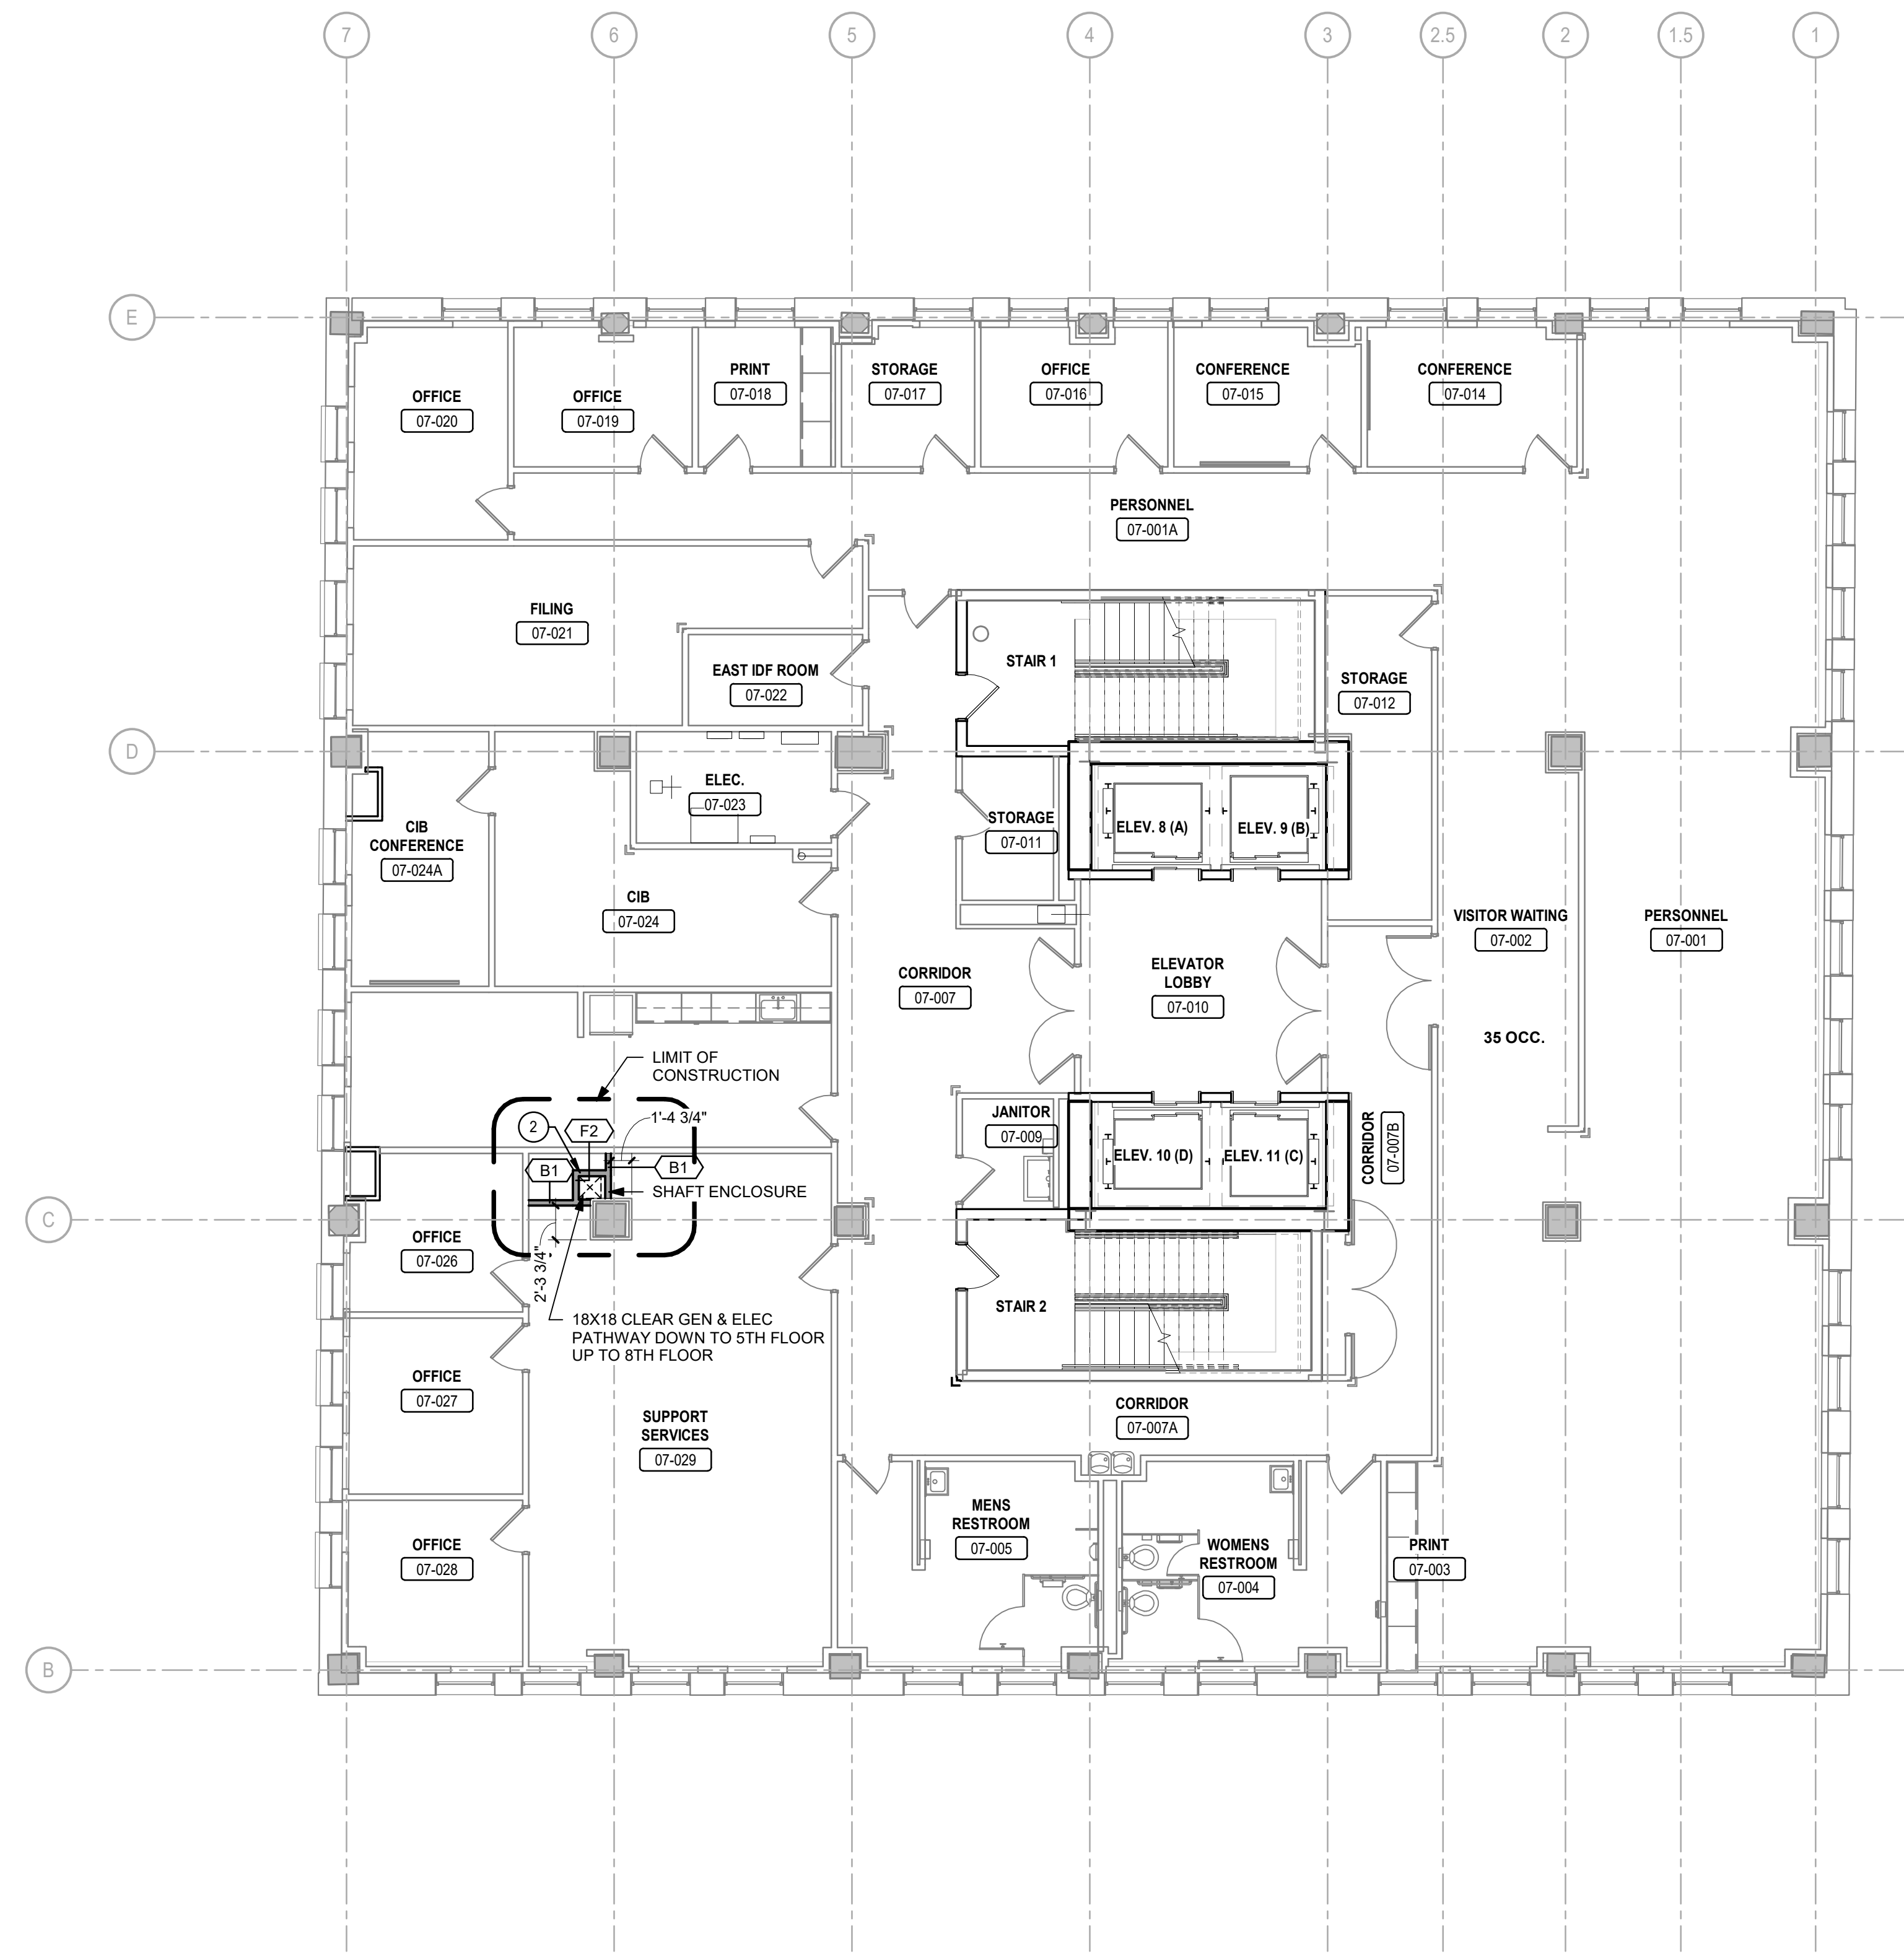 7
6
5
4
3
2.5
2
1.5
1
E
PRINT
07-018
STORAGE
07-017
OFFICE
07-016
CONFERENCE
07-015
CONFERENCE
07-014
OFFICE
07-020
OFFICE
07-019
PERSONNEL
07-001A
FILING
07-021
EAST IDF ROOM
07-022
STAIR 1
STORAGE
07-012
D
ELEC.
07-023
STORAGE
07-011
ELEV. 8 (A)
ELEV. 9 (B)
CIB
CONFERENCE
07-024A
CIB
07-024
VISITOR WAITING
07-002
PERSONNEL
07-001
CORRIDOR
07-007
ELEVATOR
LOBBY
07-010
35 OCC.
LIMIT OF
CONSTRUCTION
1'-4 3/4"
2
F2
B1
B1
SHAFT ENCLOSURE
JANITOR
07-009
ELEV. 10 (D)
ELEV. 11 (C)
CORRIDOR
07-007B
C
OFFICE
07-026
2'-3 3/4"
18X18 CLEAR GEN & ELEC
PATHWAY DOWN TO 5TH FLOOR
UP TO 8TH FLOOR
STAIR 2
OFFICE
07-027
SUPPORT
SERVICES
07-029
CORRIDOR
07-007A
MENS
RESTROOM
07-005
WOMENS
RESTROOM
07-004
PRINT
07-003
OFFICE
07-028
B